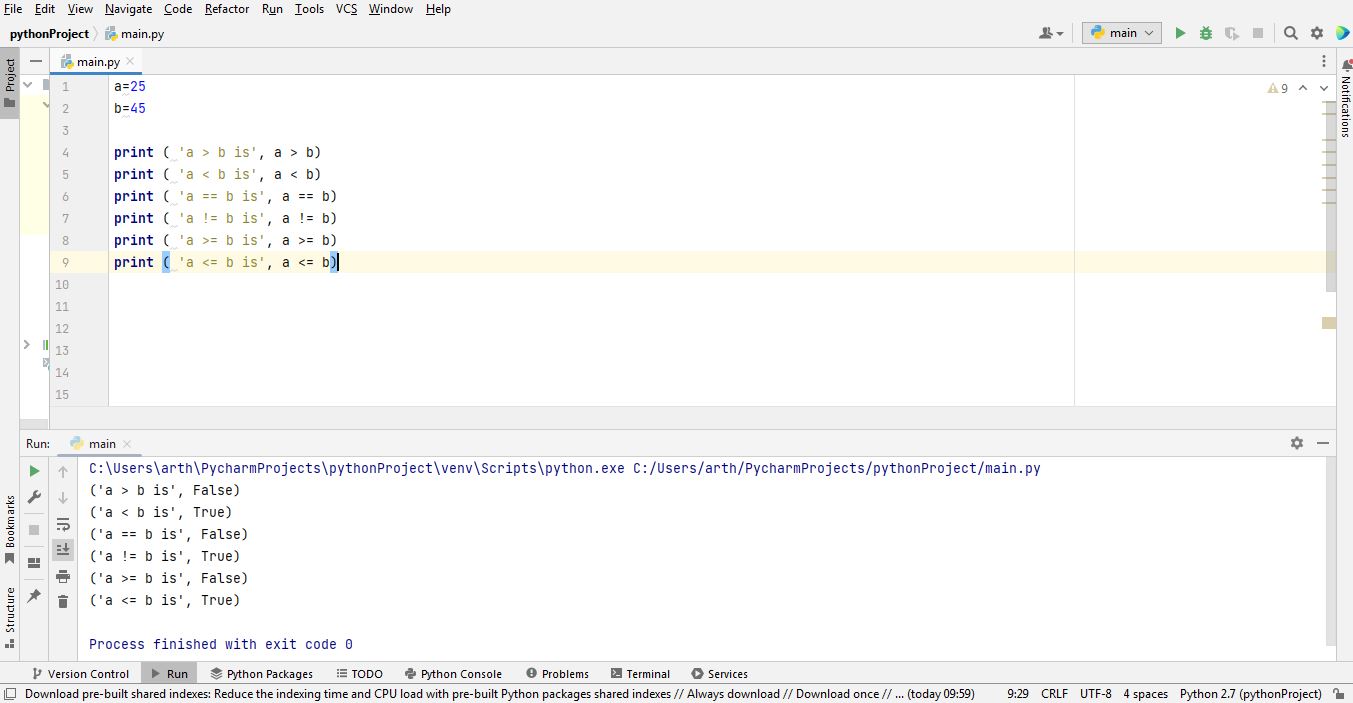 File Edit View Navigate Code Refactor Run Tools VCS Window Help
pythonProject main.py main
Project
main.py
9
Notifications
1 a=25
2 b=45
3
4 print ( 'a > b is', a > b)
5 print ( 'a < b is', a < b)
6 print ( 'a == b is', a == b)
7 print ( 'a != b is', a != b)
8 print ( 'a >= b is', a >= b)
9 print ( 'a <= b is', a <= b)
10
11
12
13
14
15
Run: main
C:\Users\arth\PycharmProjects\pythonProject\venv\Scripts\python.exe C:/Users/arth/PycharmProjects/pythonProject/main.py
('a > b is', False)
('a < b is', True)
('a == b is', False)
('a != b is', True)
('a >= b is', False)
('a <= b is', True)
Process finished with exit code 0
Bookmarks
Structure
Version Control Run Python Packages TODO Python Console Problems Terminal Services
Download pre-built shared indexes: Reduce the indexing time and CPU load with pre-built Python packages shared indexes // Always download // Download once // ... (today 09:59) 9:29 CRLF UTF-8 4 spaces Python 2.7 (pythonProject)